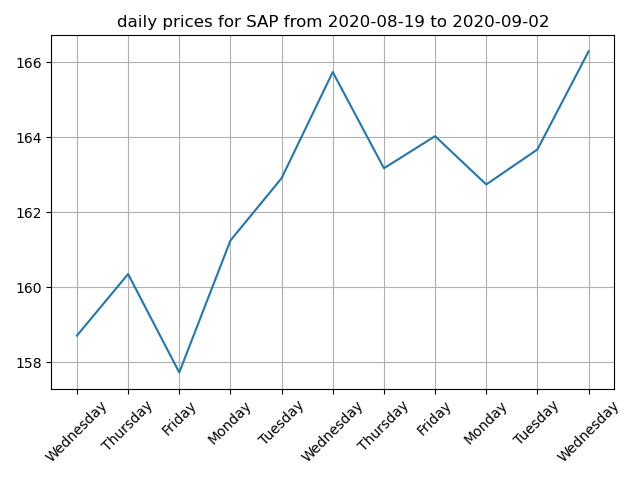 daily prices for SAP from 2020-08-19 to 2020-09-02
166
164
162
160
158
Wednesday
Thursday
Friday
Monday
Tuesday
Wednesday
Thursday
Friday
Monday
Tuesday
Wednesday